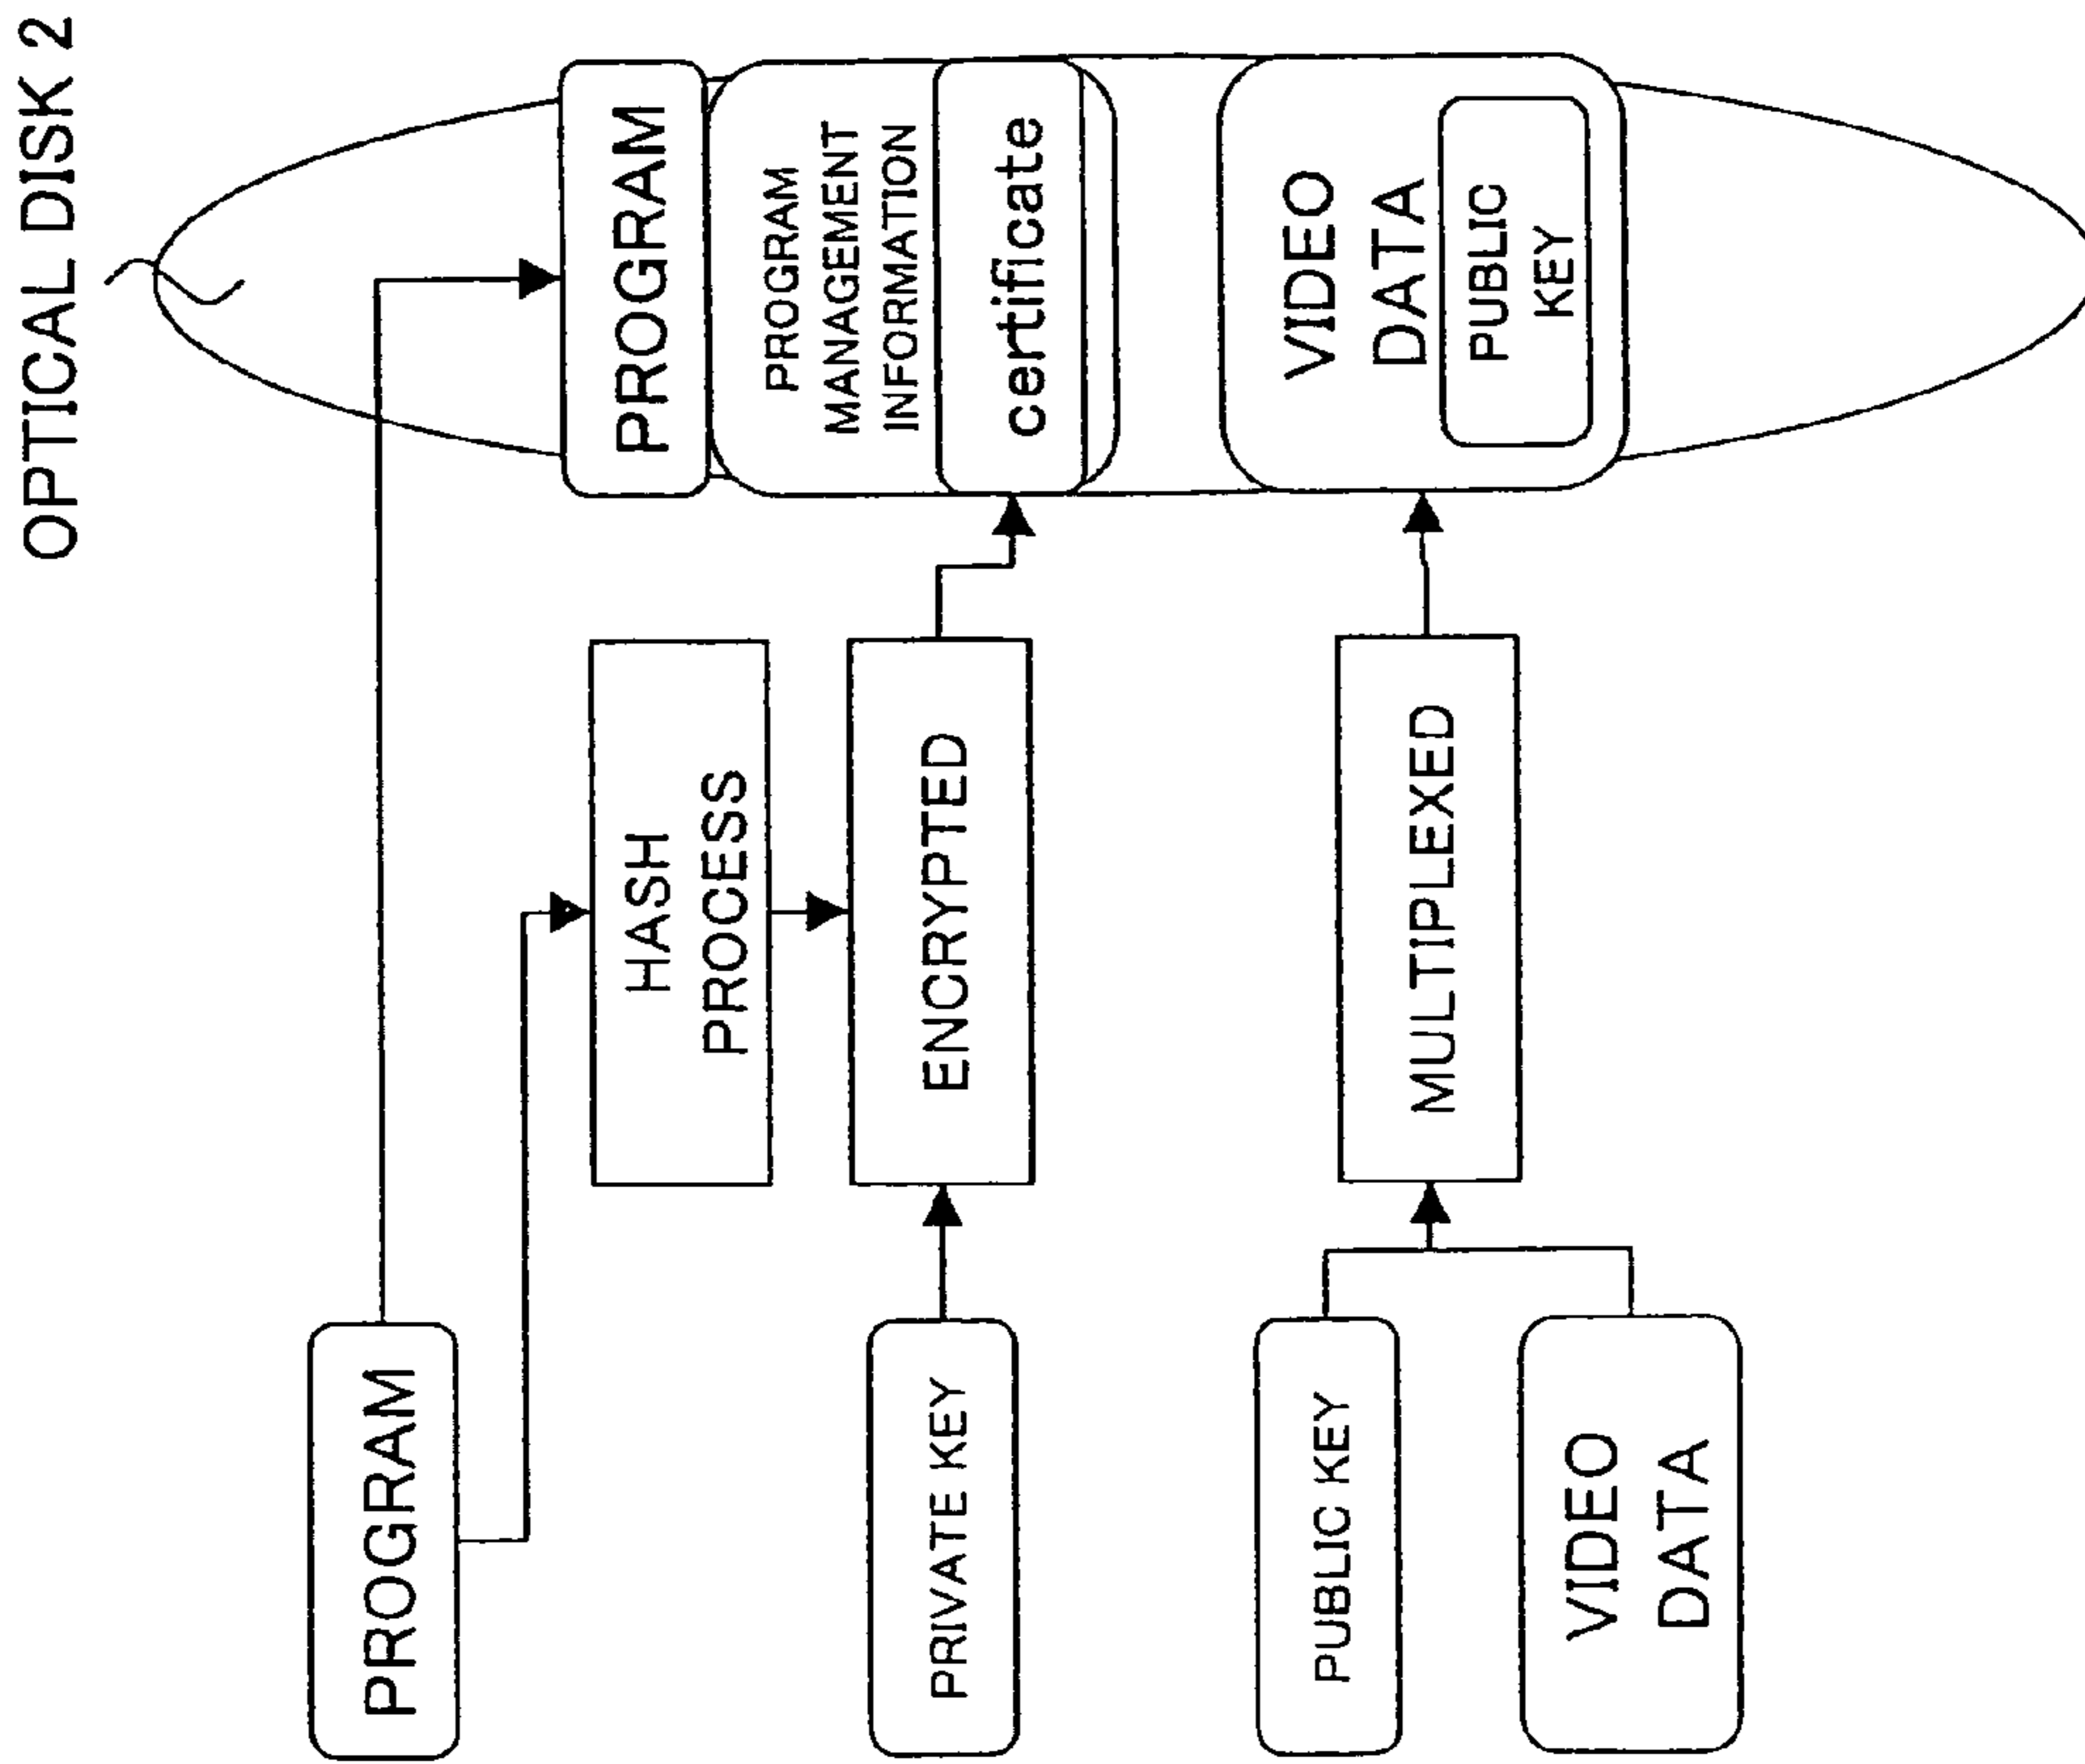 OPTICAL DISK 2
PROGRAM
HASH
PROCESS
PROGRAM
PRIVATE KEY
ENCRYPTED
PROGRAM
MANAGEMENT
INFORMATION
certificate
PUBLIC KEY
VIDEO
DATA
MULTIPLEXED
VIDEO
DATA
PUBLIC
KEY